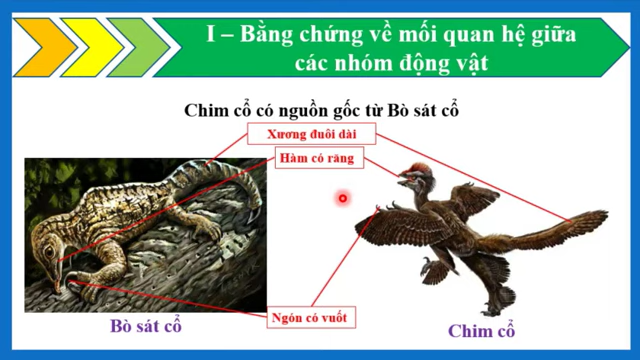 I – Bằng chứng về mối quan hệ giữa
các nhóm động vật
Chim cổ có nguồn gốc từ Bò sát cổ
Xương đuôi dài
Hàm có răng
Ngón có vuốt
Bò sát cổ
Chim cổ